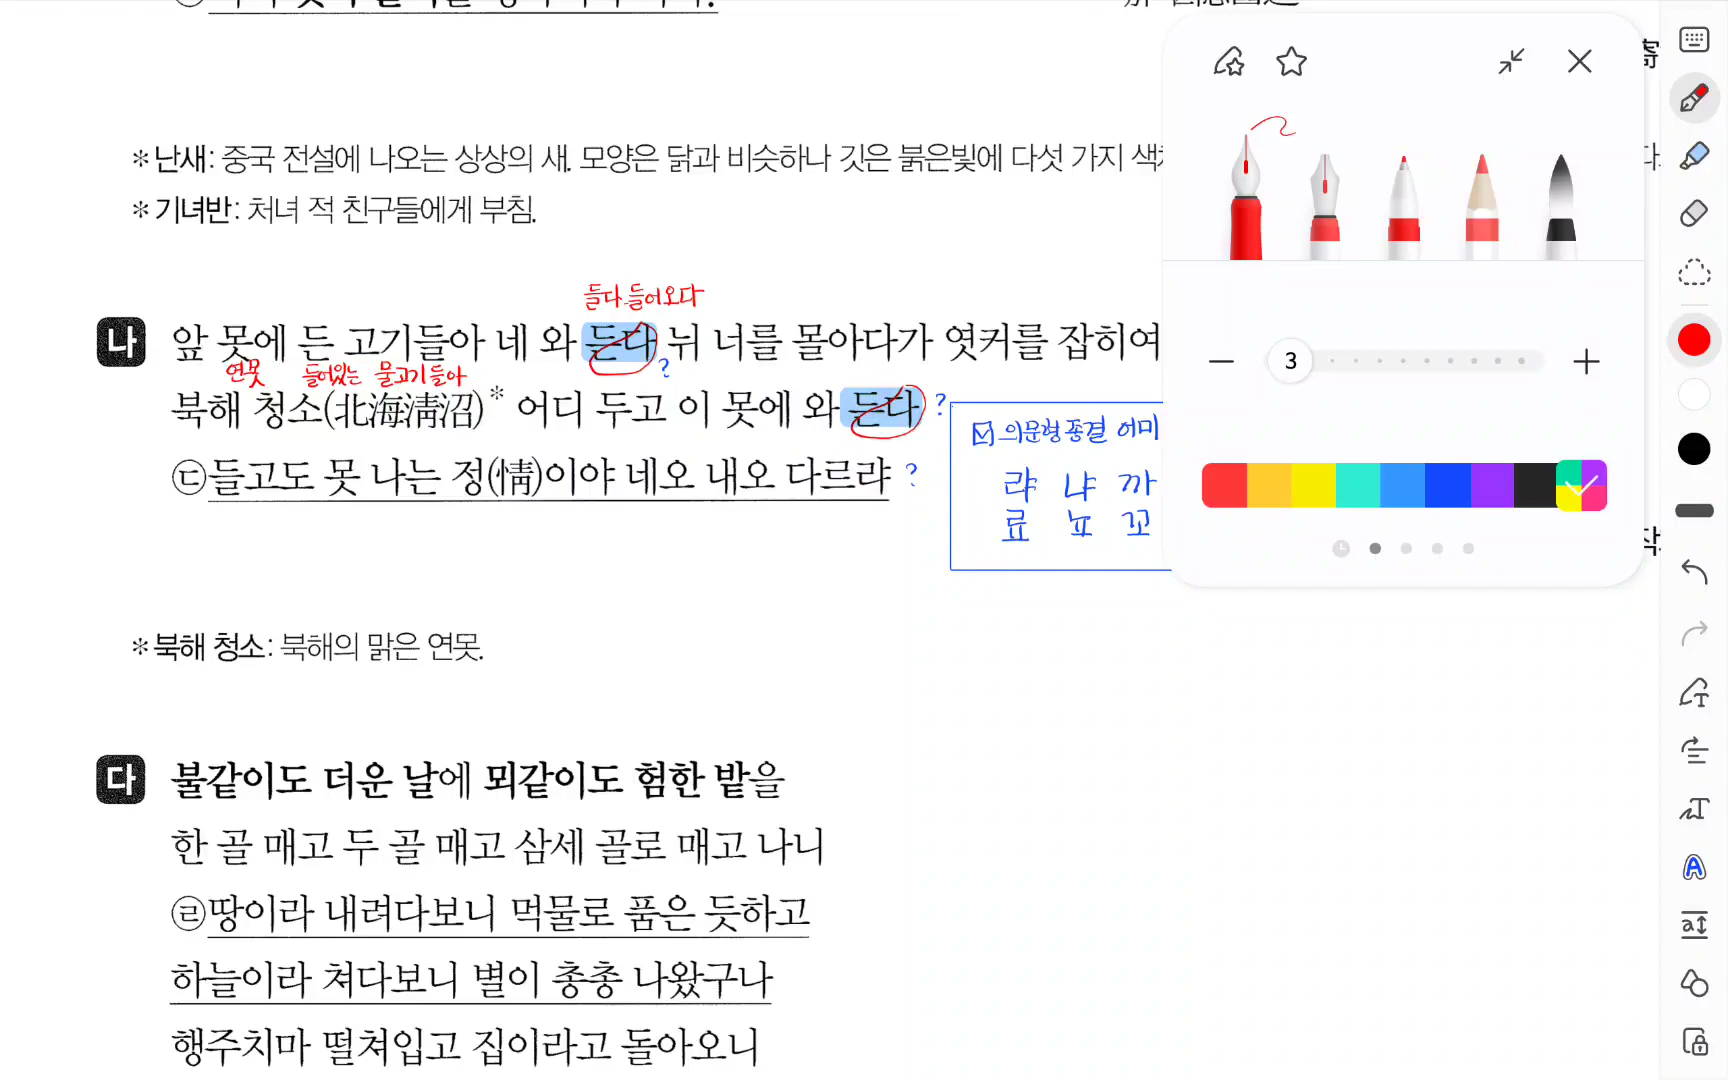 *난새: 중국 전설에 나오는 상상의 새. 모양은 닭과 비슷하나 깃은 붉은빛에 다섯 가지 색
*기녀반: 처녀 적 친구들에게 부침.
들다 들어오다
나 앞 못에 든 고기들아 네 와 든다 뉘 너를 몰아다가 엿커를 잡히여
연못 들어있는 물고기들아 ?
북해 청소(北海淸沼)* 어디 두고 이 못에 와 든다 ?
㉢들고도 못 나는 정(情)이야 네오 내오 다르랴 ?
☑ 의문형 종결 어미
랴 냐 까
료 뇨 꼬
*북해 청소: 북해의 맑은 연못.
다 불같이도 더운 날에 뫼같이도 험한 밭을
한 골 매고 두 골 매고 삼세 골로 매고 나니
㉣땅이라 내려다보니 먹물로 품은 듯하고
하늘이라 쳐다보니 별이 총총 나왔구나
행주치마 떨쳐입고 집이라고 돌아오니
3